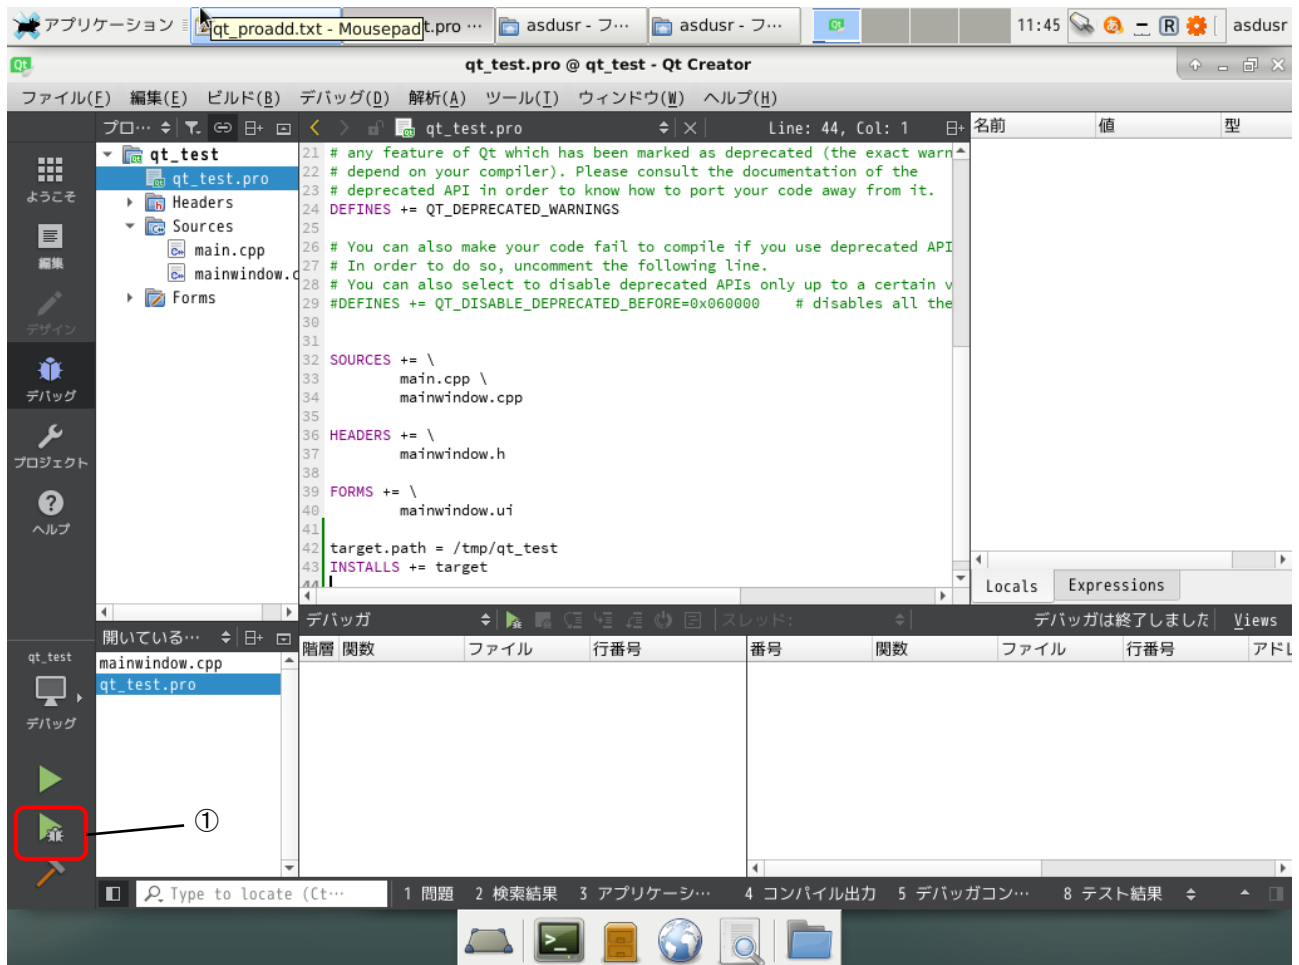 アプリケーション
qt_proadd.txt - Mousepad
t.pro ···
asdusr - フ···
asdusr - フ···
11:45
asdusr
qt_test.pro @ qt_test - Qt Creator
ファイル(F) 編集(E) ビルド(B) デバッグ(D) 解析(A) ツール(T) ウィンドウ(W) ヘルプ(H)
プロ···
qt_test.pro
Line: 44, Col: 1
名前 値 型
ようこそ
編集
デザイン
デバッグ
プロジェクト
ヘルプ
qt_test
qt_test.pro
Headers
Sources
main.cpp
mainwindow.c
Forms
21 # any feature of Qt which has been marked as deprecated (the exact warn
22 # depend on your compiler). Please consult the documentation of the
23 # deprecated API in order to know how to port your code away from it.
24 DEFINES += QT_DEPRECATED_WARNINGS
25
26 # You can also make your code fail to compile if you use deprecated API
27 # In order to do so, uncomment the following line.
28 # You can also select to disable deprecated APIs only up to a certain v
29 #DEFINES += QT_DISABLE_DEPRECATED_BEFORE=0x060000    # disables all the
30
31
32 SOURCES += \
33         main.cpp \
34         mainwindow.cpp
35
36 HEADERS += \
37         mainwindow.h
38
39 FORMS += \
40         mainwindow.ui
41
42 target.path = /tmp/qt_test
43 INSTALLS += target
44
Locals Expressions
デバッガ
スレッド:
デバッガは終了しました
Views
階層 関数 ファイル 行番号
番号 関数 ファイル 行番号 アドレ
開いている···
mainwindow.cpp
qt_test.pro
qt_test
デバッグ
①
Type to locate (Ct···
1 問題 2 検索結果 3 アプリケーシ··· 4 コンパイル出力 5 デバッガコン··· 8 テスト結果